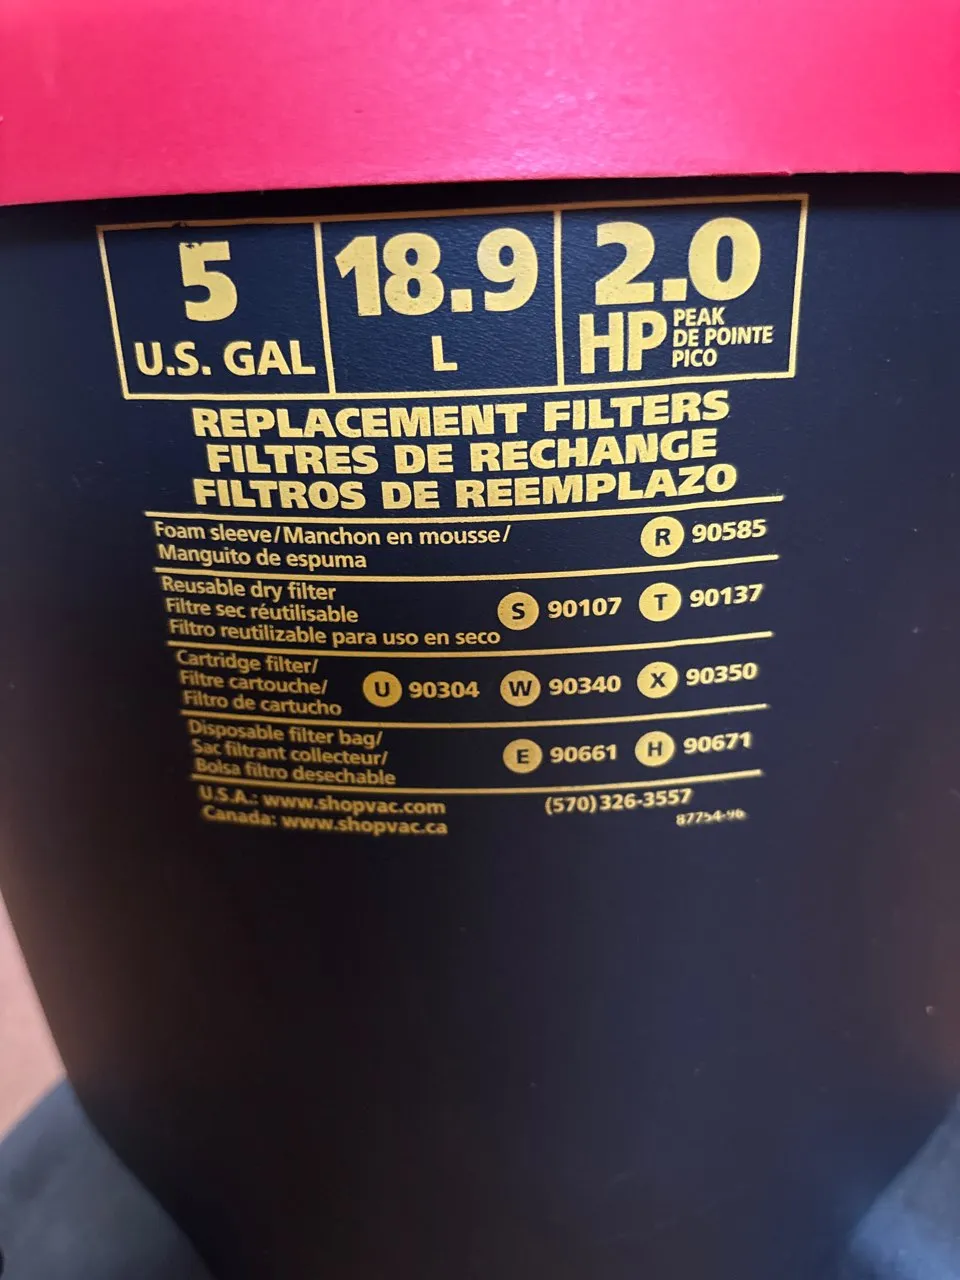 5 18.9 2.0
U.S. GAL L HP PEAK
DE POINTE
PICO
REPLACEMENT FILTERS
FILTRES DE RECHANGE
FILTROS DE REEMPLAZO
Foam sleeve/Manchon en mousse/ R 90585
Manguito de espuma
Reusable dry filter
Filtre sec réutilisable S 90107 T 90137
Filtro reutilizable para uso en seco
Cartridge filter/
Filtre cartouche/ U 90304 W 90340 X 90350
Filtro de cartucho
Disposable filter bag/
Sac filtrant collecteur/ E 90661 H 90671
Bolsa filtro desechable
U.S.A.: www.shopvac.com (570) 326-3557
Canada: www.shopvac.ca 87754-96